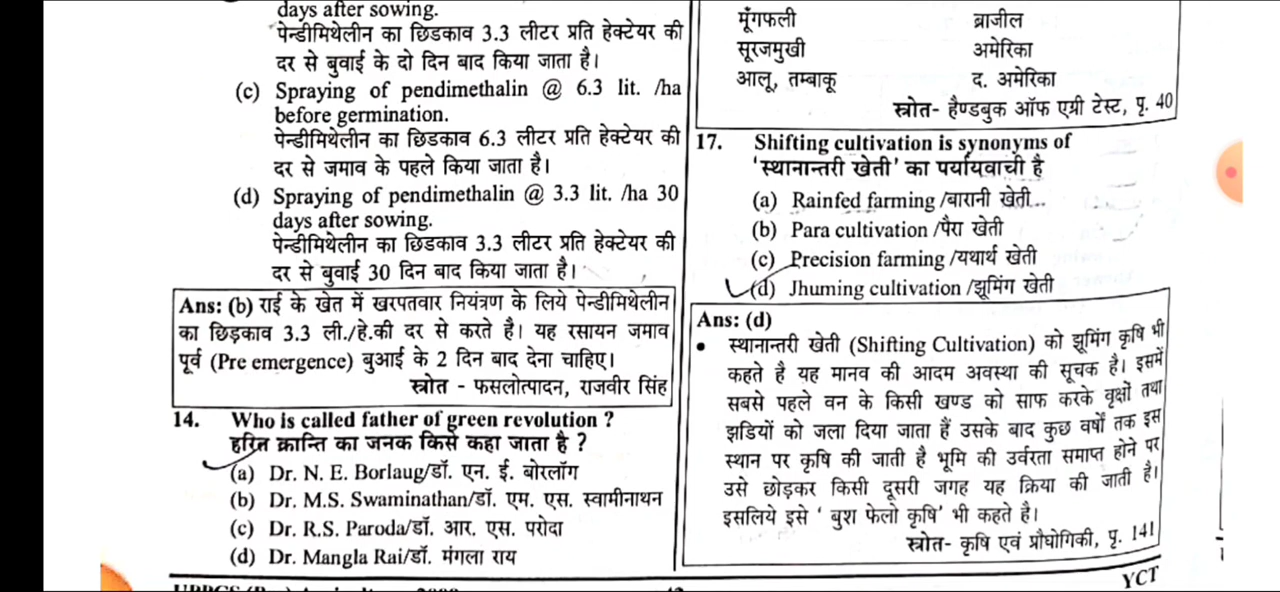 days after sowing.
पेन्डीमिथेलीन का छिडकाव 3.3 लीटर प्रति हेक्टेयर की
दर से बुवाई के दो दिन बाद किया जाता है।
(c) Spraying of pendimethalin @ 6.3 lit. /ha
before germination.
पेन्डीमिथेलीन का छिडकाव 6.3 लीटर प्रति हेक्टेयर की
दर से जमाव के पहले किया जाता है।
(d) Spraying of pendimethalin @ 3.3 lit. /ha 30
days after sowing.
पेन्डीमिथेलीन का छिडकाव 3.3 लीटर प्रति हेक्टेयर की
दर से बुवाई 30 दिन बाद किया जाता है।
Ans: (b) राई के खेत में खरपतवार नियंत्रण के लिये पेन्डीमिथेलीन
का छिड़काव 3.3 ली./हे.की दर से करते है। यह रसायन जमाव
पूर्व (Pre emergence) बुआई के 2 दिन बाद देना चाहिए।
स्त्रोत - फसलोत्पादन, राजवीर सिंह
14. Who is called father of green revolution ?
हरित क्रान्ति का जनक किसे कहा जाता है ?
(a) Dr. N. E. Borlaug/डॉ. एन. ई. बोरलॉग
(b) Dr. M.S. Swaminathan/डॉ. एम. एस. स्वामीनाथन
(c) Dr. R.S. Paroda/डॉ. आर. एस. परोदा
(d) Dr. Mangla Rai/डॉ. मंगला राय
मूँगफली ब्राजील
सूरजमुखी अमेरिका
आलू, तम्बाकू द. अमेरिका
स्त्रोत- हैण्डबुक ऑफ एग्री टेस्ट, पृ. 40
17. Shifting cultivation is synonyms of
'स्थानान्तरी खेती' का पर्यायवाची है
(a) Rainfed farming /बारानी खेती
(b) Para cultivation /पैरा खेती
(c) Precision farming /यथार्थ खेती
(d) Jhuming cultivation /झूमिंग खेती
Ans: (d)
• स्थानान्तरी खेती (Shifting Cultivation) को झूमिंग कृषि भी
कहते है यह मानव की आदम अवस्था की सूचक है। इसमें
सबसे पहले वन के किसी खण्ड को साफ करके वृक्षों तथा
झडियों को जला दिया जाता हैं उसके बाद कुछ वर्षों तक इस
स्थान पर कृषि की जाती है भूमि की उर्वरता समाप्त होने पर
उसे छोड़कर किसी दूसरी जगह यह क्रिया की जाती है।
इसलिये इसे ' बुश फेलो कृषि' भी कहते है।
स्त्रोत- कृषि एवं प्रौघोगिकी, पृ. 141
YCT